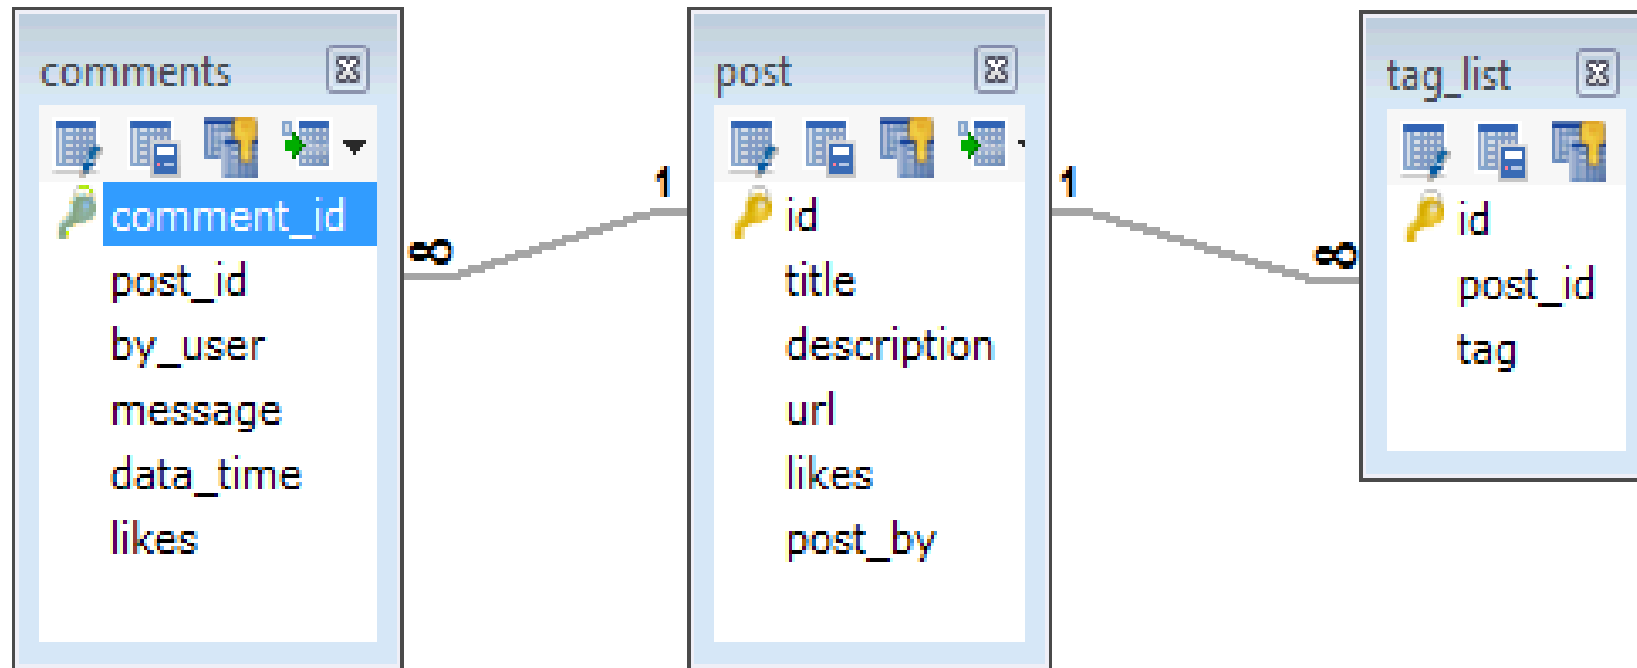 comments
comment_id
post_id
by_user
message
data_time
likes
∞
1
post
id
title
description
url
likes
post_by
1
∞
tag_list
id
post_id
tag